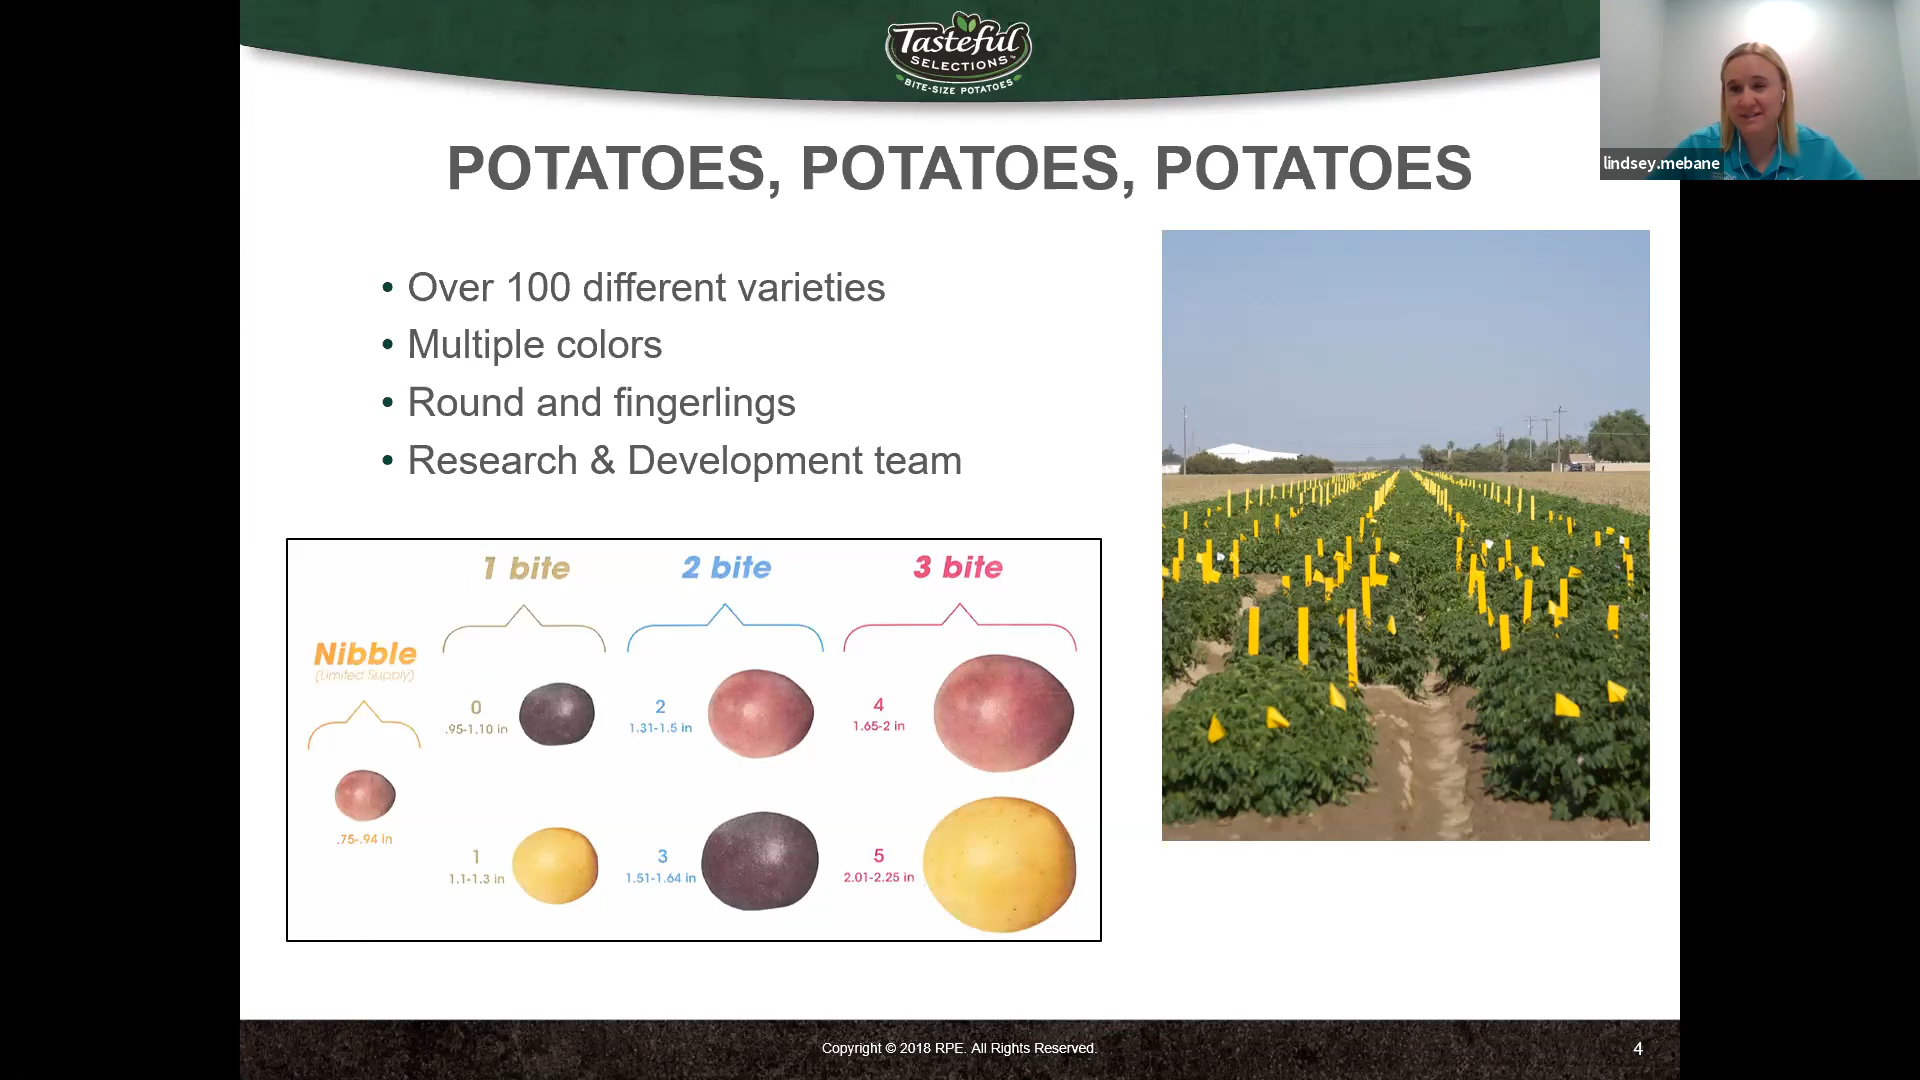 Tasteful
SELECTIONS
BITE-SIZE POTATOES
lindsey.mebane
POTATOES, POTATOES, POTATOES
• Over 100 different varieties
• Multiple colors
• Round and fingerlings
• Research & Development team
1 bite
2 bite
3 bite
Nibble
(Limited Supply)
0
.95-1.10 in
2
1.31-1.5 in
4
1.65-2 in
.75-.94 in
1
1.1-1.3 in
3
1.51-1.64 in
5
2.01-2.25 in
Copyright © 2018 RPE. All Rights Reserved.
4